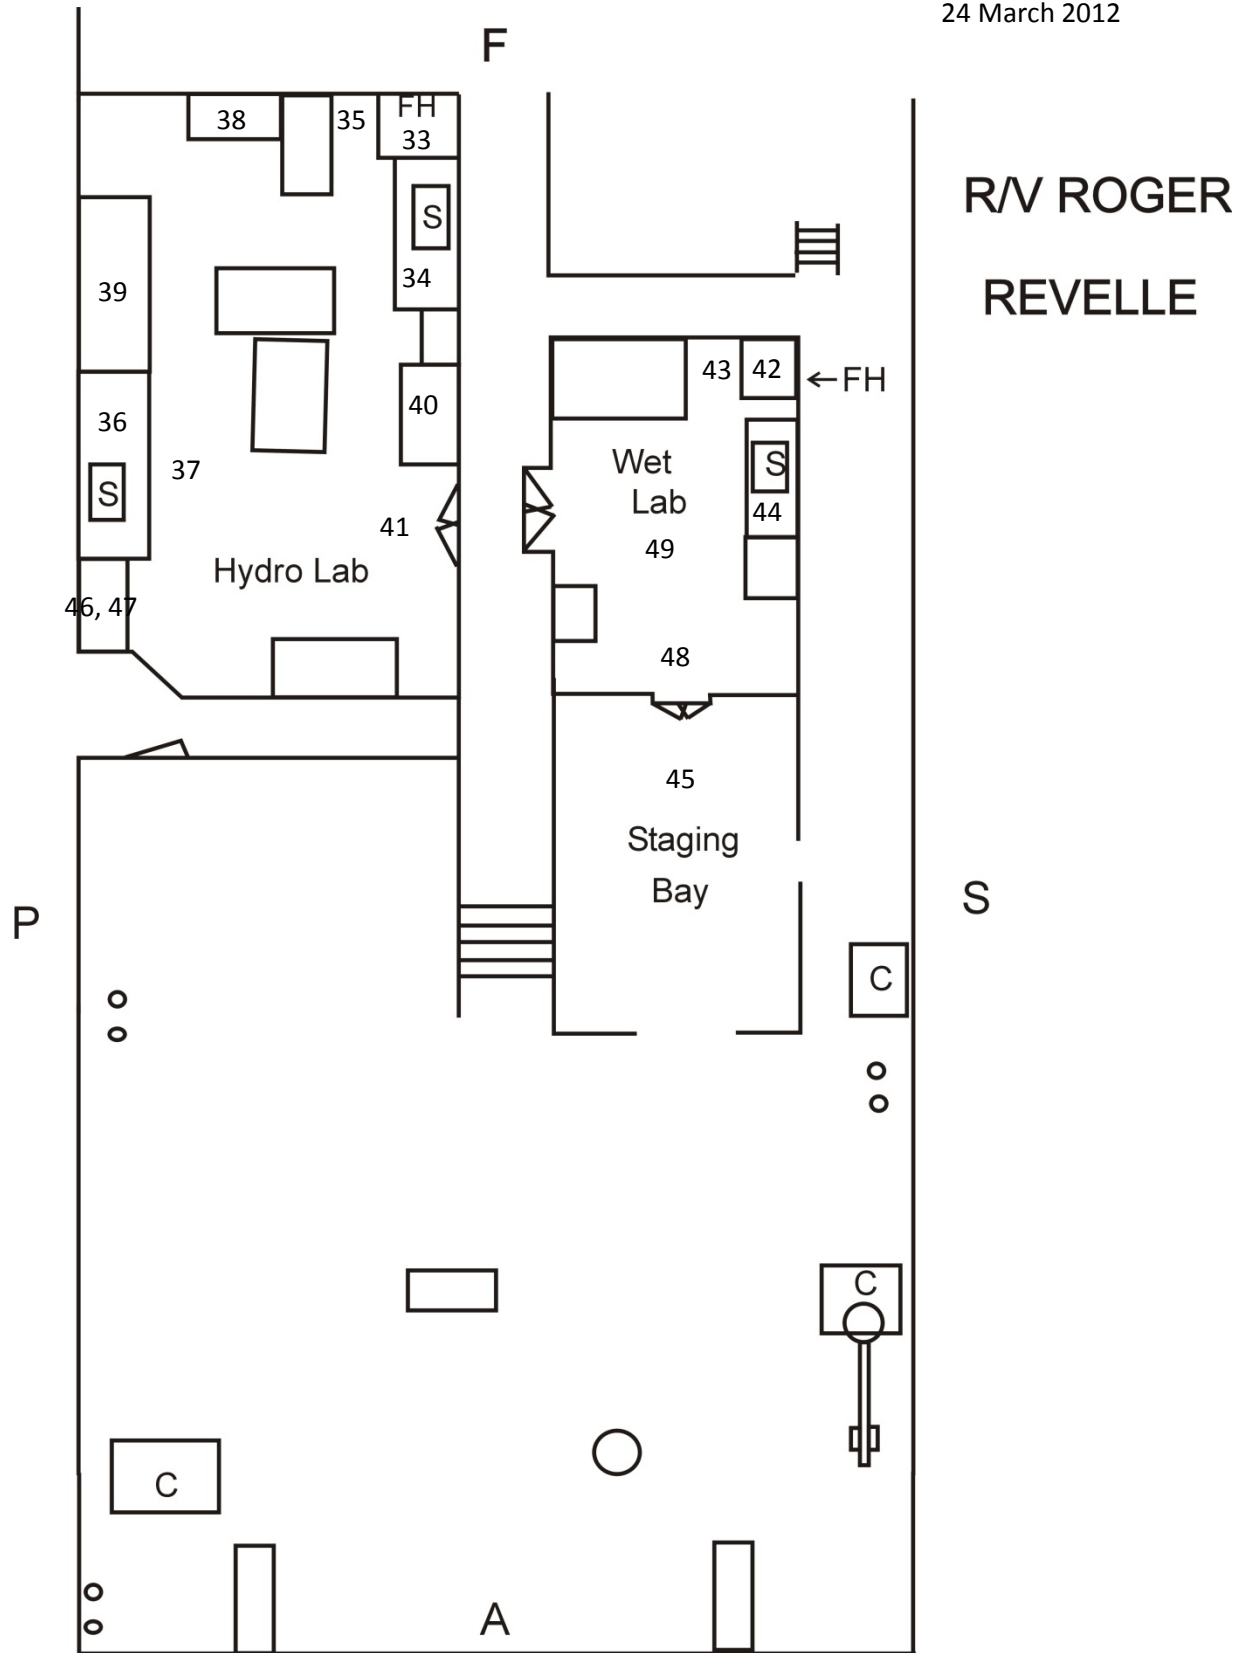 24 March 2012
F
R/V ROGER
REVELLE
FH
38
35
33
S
34
39
36
S
37
40
41
Hydro Lab
46, 47
43
42
FH
Wet
Lab
S
44
49
48
45
Staging
Bay
P
S
C
C
C
A